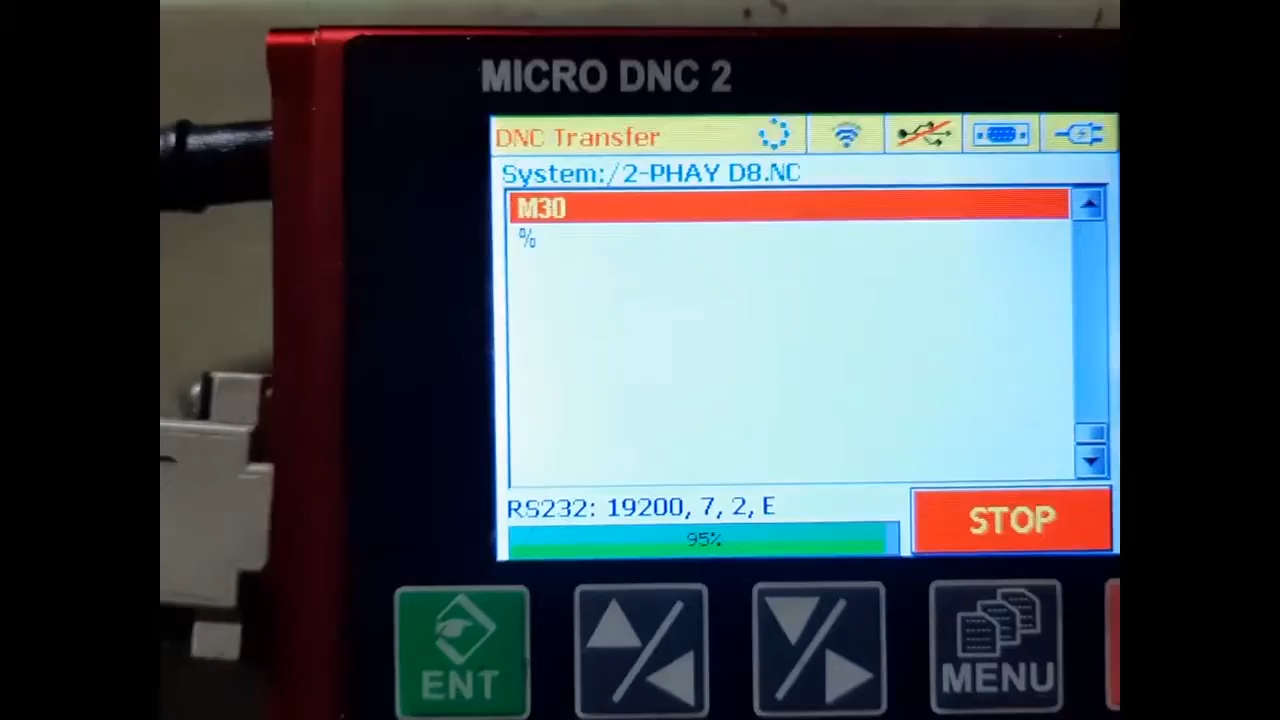 MICRO DNC 2
DNC Transfer
System:/2-PHAY D8.NC
M30
%
RS232: 19200, 7, 2, E
STOP
95%
ENT
MENU